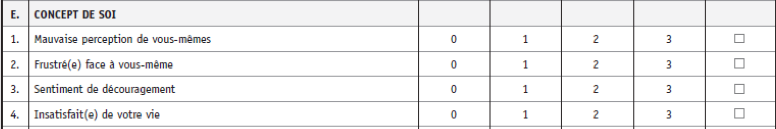 E. CONCEPT DE SOI
1. Mauvaise perception de vous-mêmes 0 1 2 3 ☐
2. Frustré(e) face à vous-même 0 1 2 3 ☐
3. Sentiment de découragement 0 1 2 3 ☐
4. Insatisfait(e) de votre vie 0 1 2 3 ☐